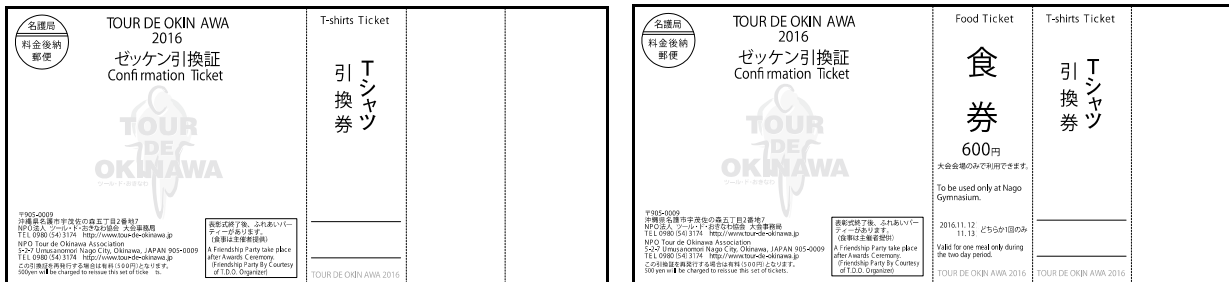 名護局
料金後納
郵便
TOUR DE OKIN AWA
2016
ゼッケン引換証
Confirmation Ticket
TOUR
DE
OKINAWA
ツール・ド・おきなわ
〒905-0009
沖縄県名護市宇茂佐の森五丁目2番地7
NPO法人 ツール・ド・おきなわ協会 大会事務局
TEL 0980 (54) 3174 http://www.tour-de-okinawa.jp
NPO Tour de Okinawa Association
5-2-7 Umusanomori Nago City, Okinawa, JAPAN 905-0009
TEL 0980 (54) 3174 http://www.tour-de-okinawa.jp
この引換証を再発行する場合は有料(500円)となります。
500yen will be charged to reissue this set of ticke ts.
表彰式終了後、ふれあいパー
ティーがあります。
(食事は主催者提供)
A Friendship Party take place
after Awards Ceremony.
(Friendship Party By Courtesy
of T.D.O. Organizer)
T-shirts Ticket
Tシャツ
引換券
TOUR DE OKIN AWA 2016
名護局
料金後納
郵便
TOUR DE OKIN AWA
2016
ゼッケン引換証
Confirmation Ticket
TOUR
DE
OKINAWA
ツール・ド・おきなわ
〒905-0009
沖縄県名護市宇茂佐の森五丁目2番地7
NPO法人 ツール・ド・おきなわ協会 大会事務局
TEL 0980 (54) 3174 http://www.tour-de-okinawa.jp
NPO Tour de Okinawa Association
5-2-7 Umusanomori Nago City, Okinawa, JAPAN 905-0009
TEL 0980 (54) 3174 http://www.tour-de-okinawa.jp
この引換証を再発行する場合は有料(500円)となります。
500 yen will be charged to reissue this set of tickets.
表彰式終了後、ふれあいパー
ティーがあります。
(食事は主催者提供)
A Friendship Party take place
after Awards Ceremony.
(Friendship Party By Courtesy
of T.D.O. Organizer)
Food Ticket
食券
600円
大会会場のみで利用できます。
To be used only at Nago
Gymnasium.
2016.11.12
11.13 どちらか1回のみ
Valid for one meal only during
the two day period.
TOUR DE OKIN AWA 2016
T-shirts Ticket
Tシャツ
引換券
TOUR DE OKIN AWA 2016